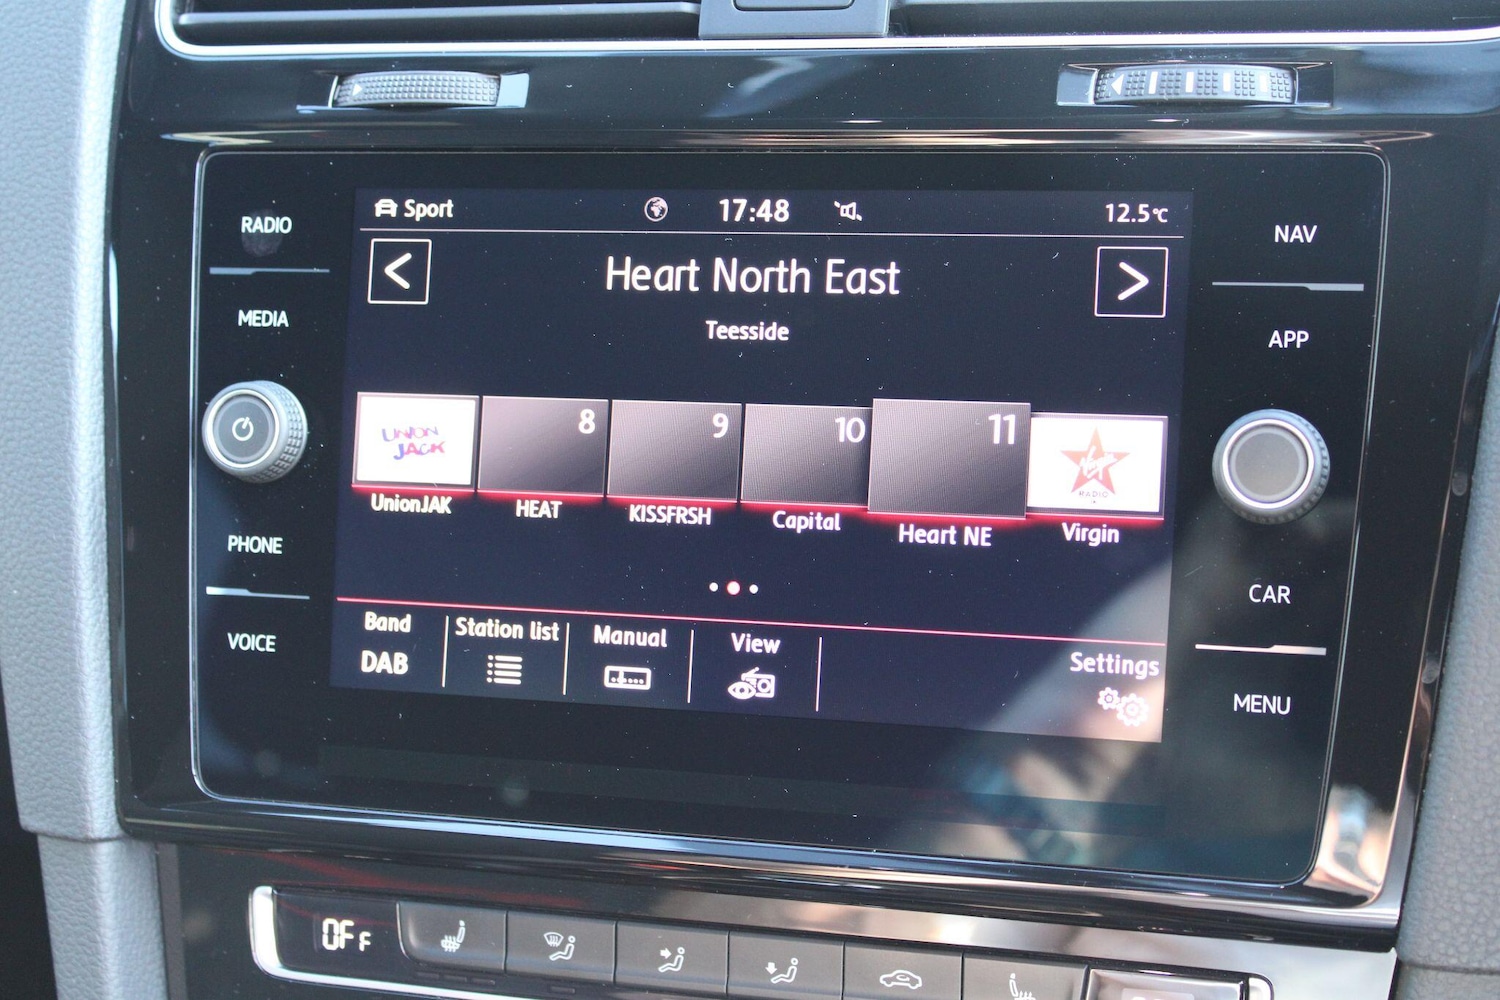 Sport 17:48 12.5°C
RADIO
NAV
Heart North East
MEDIA
Teesside
APP
UNION
JACK
8
9
10
11
Virgin
RADIO
UnionJAK
HEAT
KISSFRSH
Capital
Heart NE
Virgin
PHONE
CAR
VOICE
Band
Station list
Manual
View
Settings
DAB
MENU
OFF